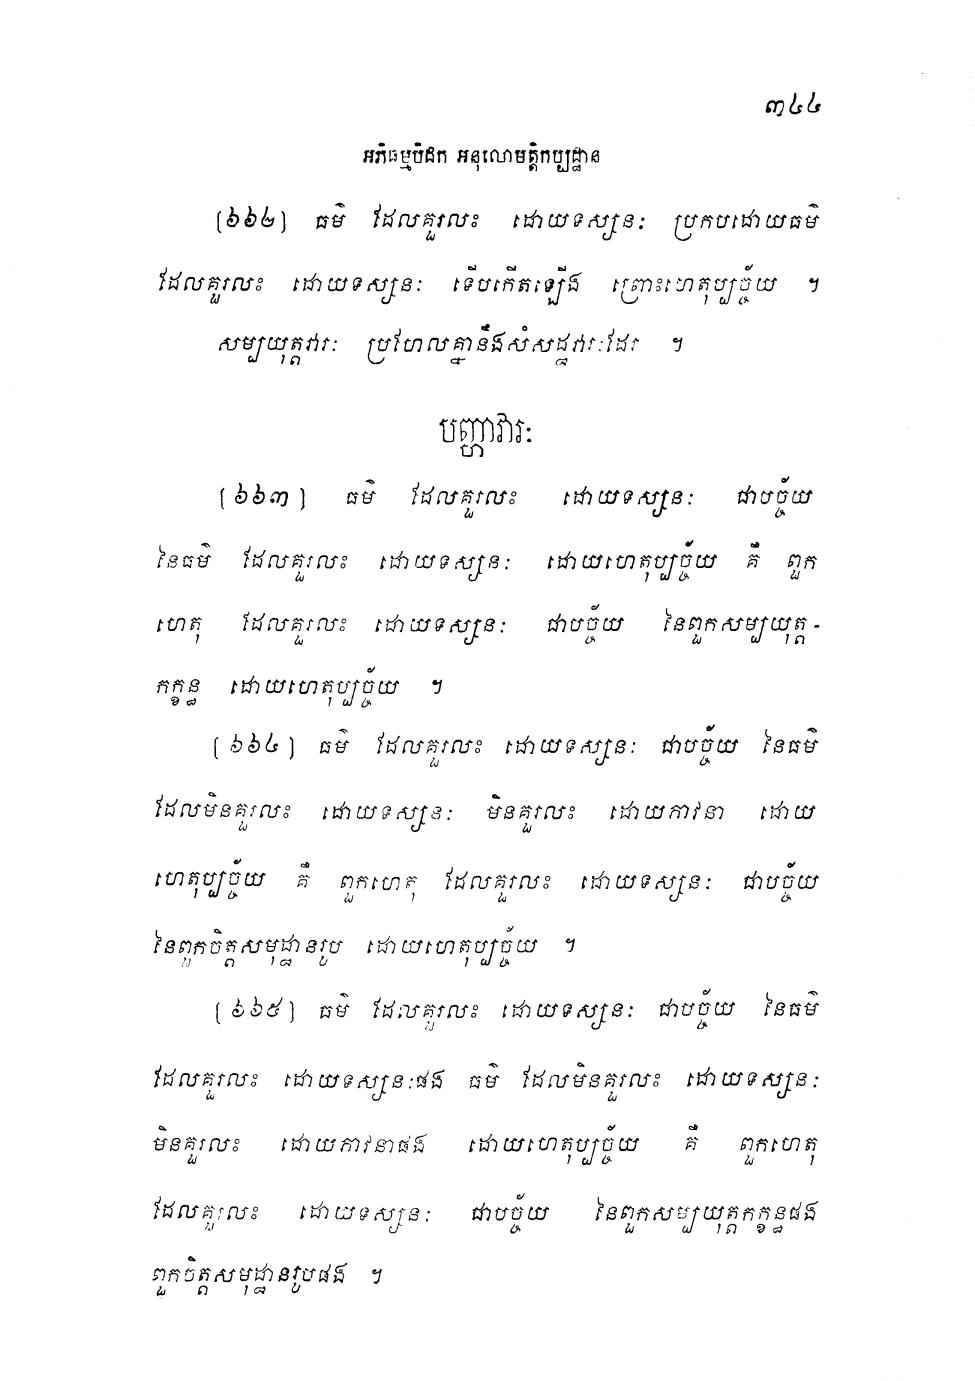 ៣៤៤
អភិធម្មបិដក អនុលោមត្តិកប្បដ្ឋាន
[៦៦២] ធម៌ ដែលគួរលះ ដោយទស្សនៈ ប្រកបដោយធម៌
ដែលគួរលះ ដោយទស្សនៈ ទើបកើតឡើង ព្រោះហេតុប្បច្ច័យ ។
សម្បយុត្តវារៈ ប្រហែលគ្នានឹងសំសដ្ឋវារៈដែរ ។
បញ្ហាវារៈ
[៦៦៣] ធម៌ ដែលគួរលះ ដោយទស្សនៈ ជាបច្ច័យ
នៃធម៌ ដែលគួរលះ ដោយទស្សនៈ ដោយហេតុប្បច្ច័យ គឺ ពួក
ហេតុ ដែលគួរលះ ដោយទស្សនៈ ជាបច្ច័យ នៃពួកសម្បយុត្ត-
កក្ខន្ធ ដោយហេតុប្បច្ច័យ ។
[៦៦៤] ធម៌ ដែលគួរលះ ដោយទស្សនៈ ជាបច្ច័យ នៃធម៌
ដែលមិនគួរលះ ដោយទស្សនៈ មិនគួរលះ ដោយភាវនា ដោយ
ហេតុប្បច្ច័យ គឺ ពួកហេតុ ដែលគួរលះ ដោយទស្សនៈ ជាបច្ច័យ
នៃពួកចិត្តសមុដ្ឋានរូប ដោយហេតុប្បច្ច័យ ។
[៦៦៥] ធម៌ ដែលគួរលះ ដោយទស្សនៈ ជាបច្ច័យ នៃធម៌
ដែលគួរលះ ដោយទស្សនៈផង ធម៌ ដែលមិនគួរលះ ដោយទស្សនៈ
មិនគួរលះ ដោយភាវនាផង ដោយហេតុប្បច្ច័យ គឺ ពួកហេតុ
ដែលគួរលះ ដោយទស្សនៈ ជាបច្ច័យ នៃពួកសម្បយុត្តកក្ខន្ធផង
ពួកចិត្តសមុដ្ឋានរូបផង ។